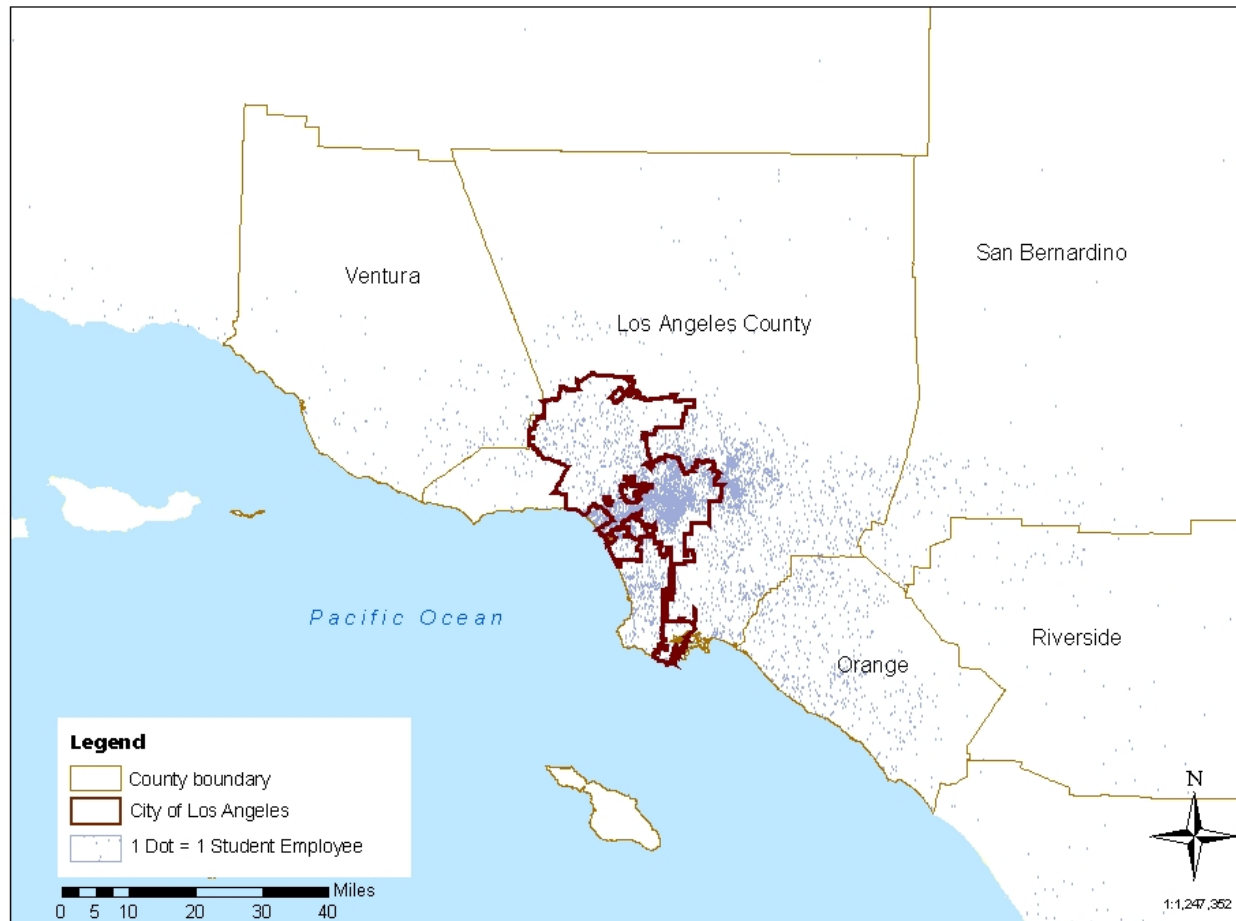 San Bernardino
Ventura
Los Angeles County
Pacific Ocean
Riverside
Orange
Legend
County boundary
City of Los Angeles
1 Dot = 1 Student Employee
Miles
0 5 10 20 30 40
N
1:1,247,352